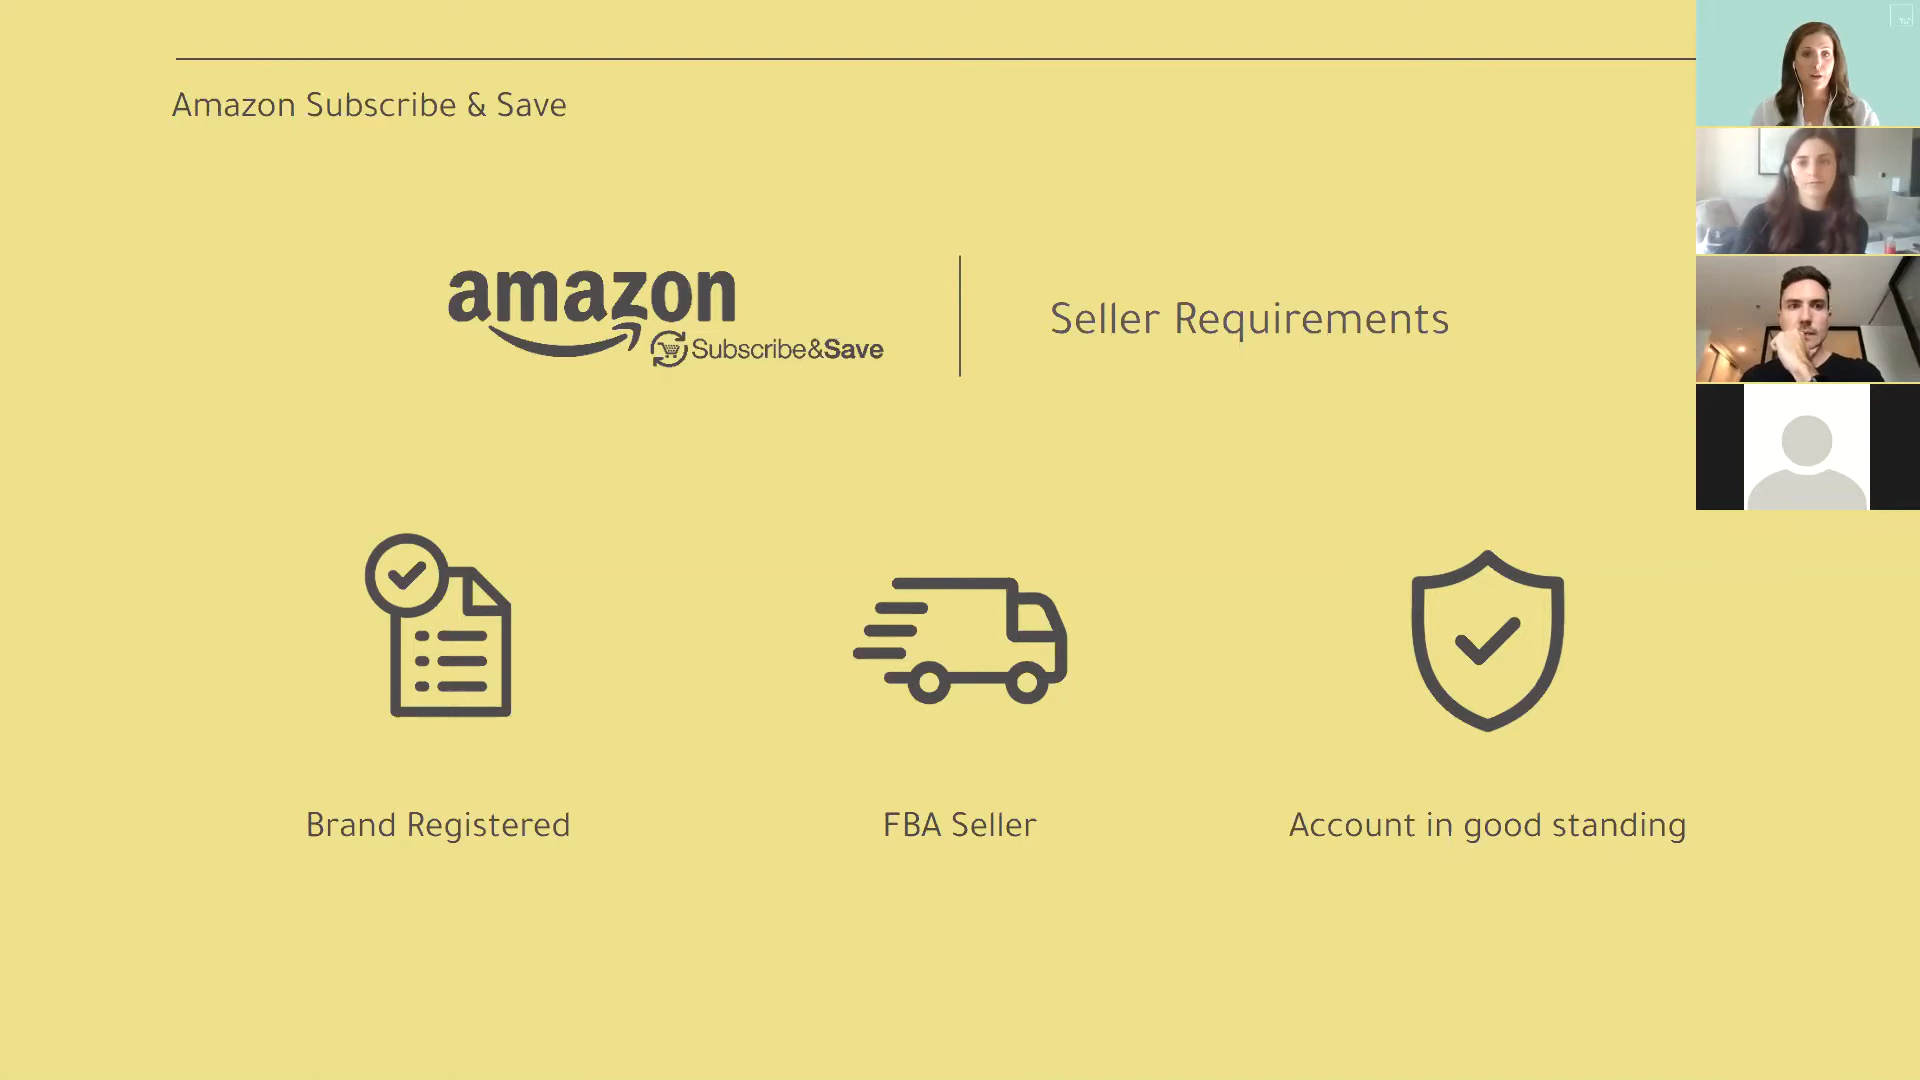 Amazon Subscribe & Save
amazon
Subscribe&Save
Seller Requirements
Brand Registered
FBA Seller
Account in good standing